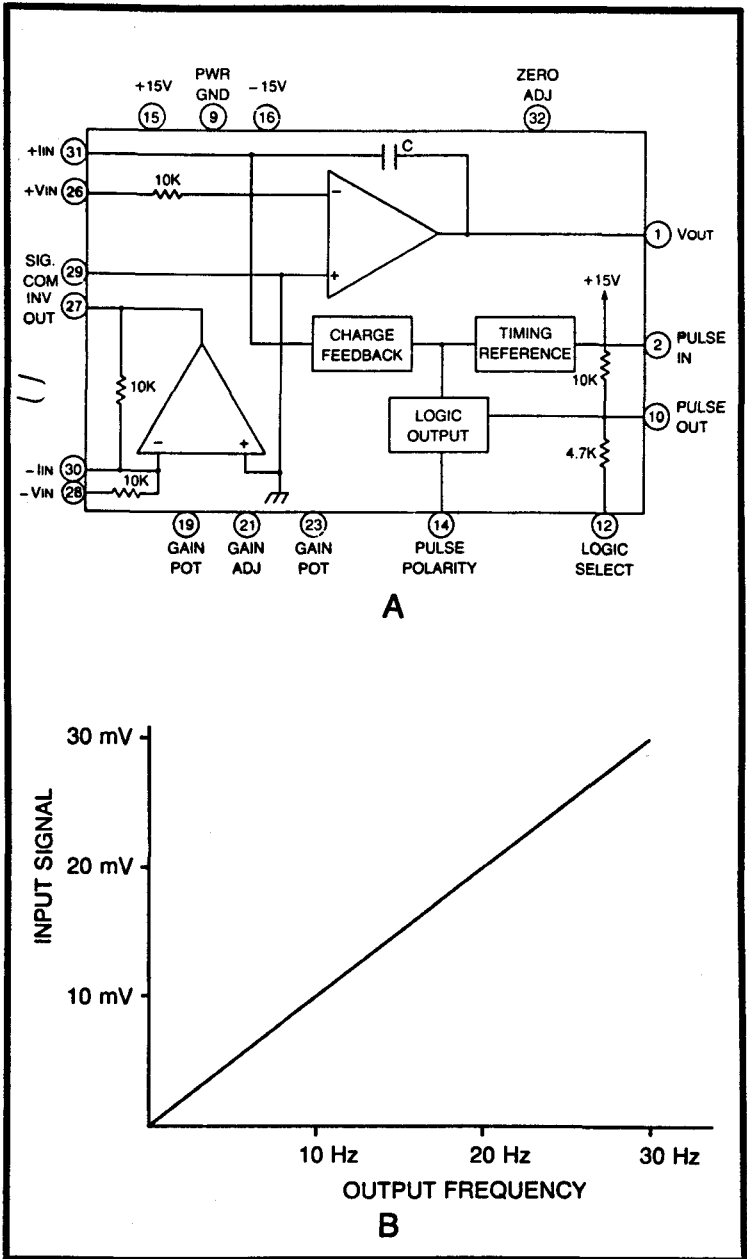 PWR
+15V GND −15V
ZERO
ADJ
15 9 16 32
+IIN 31
C
+VIN 26
10K
−
1 VOUT
SIG.
COM 29
+
+15V
INV
OUT 27
CHARGE
FEEDBACK
TIMING
REFERENCE
2 PULSE
IN
10K
10K
LOGIC
OUTPUT
10 PULSE
OUT
4.7K
− +
−IIN 30
10K
−VIN 28
19 21 23 14 12
GAIN
POT
GAIN
ADJ
GAIN
POT
PULSE
POLARITY
LOGIC
SELECT
A
30 mV
20 mV
10 mV
INPUT SIGNAL
10 Hz 20 Hz 30 Hz
OUTPUT FREQUENCY
B